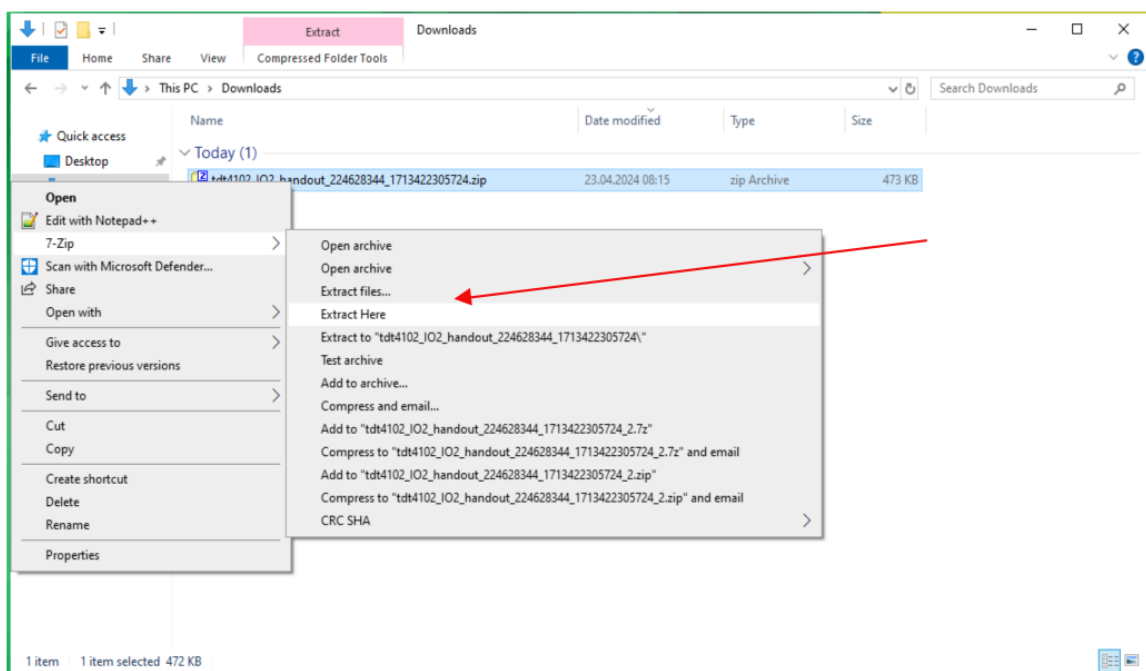 Extract Downloads
File Home Share View Compressed Folder Tools
This PC > Downloads Search Downloads
Name Date modified Type Size
Quick access
Desktop
Today (1)
tdt4102_IO2_handout_224628344_1713422305724.zip 23.04.2024 08:15 zip Archive 473 KB
Open
Edit with Notepad++
7-Zip
Scan with Microsoft Defender...
Share
Open with
Give access to
Restore previous versions
Send to
Cut
Copy
Create shortcut
Delete
Rename
Properties
Open archive
Open archive
Extract files...
Extract Here
Extract to "tdt4102_IO2_handout_224628344_1713422305724\"
Test archive
Add to archive...
Compress and email...
Add to "tdt4102_IO2_handout_224628344_1713422305724_2.7z"
Compress to "tdt4102_IO2_handout_224628344_1713422305724_2.7z" and email
Add to "tdt4102_IO2_handout_224628344_1713422305724_2.zip"
Compress to "tdt4102_IO2_handout_224628344_1713422305724_2.zip" and email
CRC SHA
1 item 1 item selected 472 KB